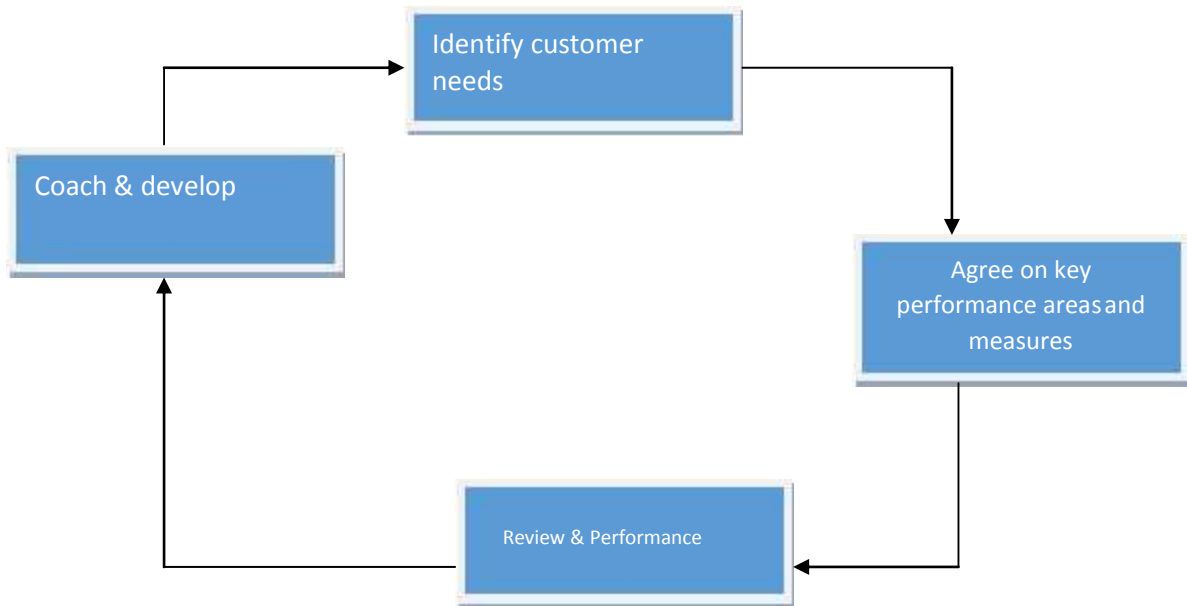 Identify customer
needs
Coach & develop
Agree on key
performance areas and
measures
Review & Performance